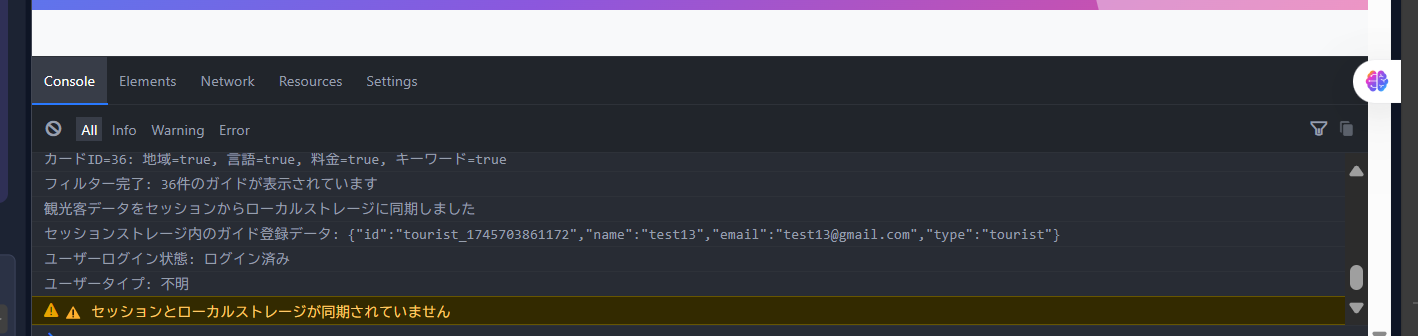 Console Elements Network Resources Settings
All Info Warning Error
カードID=36: 地域=true, 言語=true, 料金=true, キーワード=true
フィルター完了: 36件のガイドが表示されています
観光客データをセッションからローカルストレージに同期しました
セッションストレージ内のガイド登録データ: {"id":"tourist_1745703861172","name":"test13","email":"test13@gmail.com","type":"tourist"}
ユーザーログイン状態: ログイン済み
ユーザータイプ: 不明
⚠ セッションとローカルストレージが同期されていません